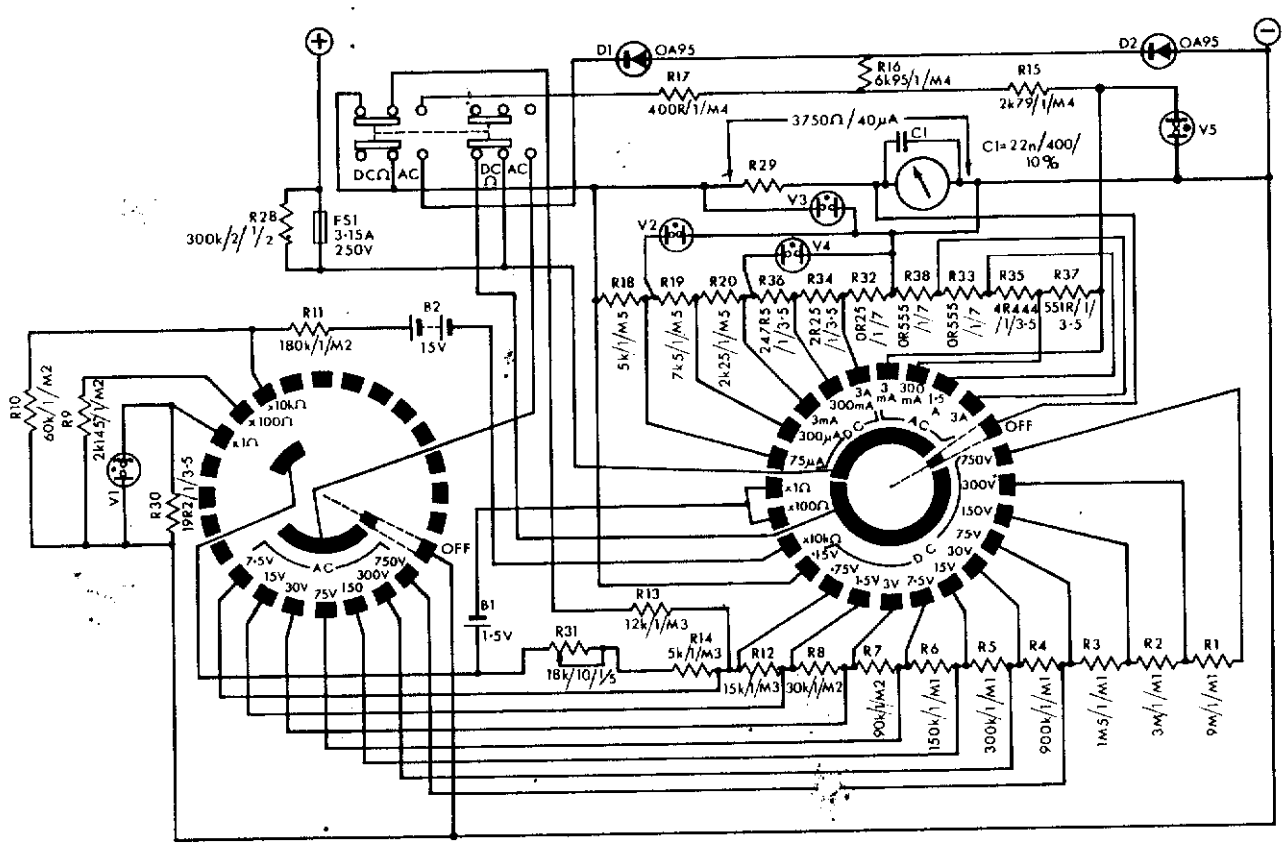 +
−
D1
OA95
D2
OA95
R16
6k95/1/M4
R17
400R/1/M4
R15
2k79/1/M4
V5
3750Ω/40μA
C1
C1=22n/400/
10%
DCΩ
AC
DC
Ω
AC
R29
V3
V2
V4
R28
300k/2/1/2
FS1
3·15A
250V
R18
5k/1/M5
R19
7k5/1/M5
R20
2k25/1/M5
R36
247R5
/1/3-5
R34
2R25
/1/3-5
R32
0R25
/1/7
R38
0R555
/1/7
R33
0R555
/1/7
R35
4R444
/1/3-5
R37
551R/1/
3-5
R11
180k/1/M2
B2
15V
R10
60k/1/M2
R9
2k145/1/M2
V1
R30
19R2/1/3-5
x10kΩ
x100Ω
x1Ω
OFF
AC
7·5V
15V
30V
75V
150
300V
750V
3A
300mA
3mA
300μA
75μA
DC
3
mA
300
mA
1·5
A
3A
AC
OFF
x1Ω
x100Ω
x10kΩ
·15V
·75V
1·5V
3V
7·5V
15V
30V
75V
150V
300V
750V
DC
B1
1·5V
R13
12k/1/M3
R31
18k/10/1/5
R14
5k/1/M3
R12
15k/1/M3
R8
30k/1/M2
R7
90k/1/M2
R6
150k/1/M1
R5
300k/1/M1
R4
900k/1/M1
R3
1M5/1/M1
R2
3M/1/M1
R1
9M/1/M1